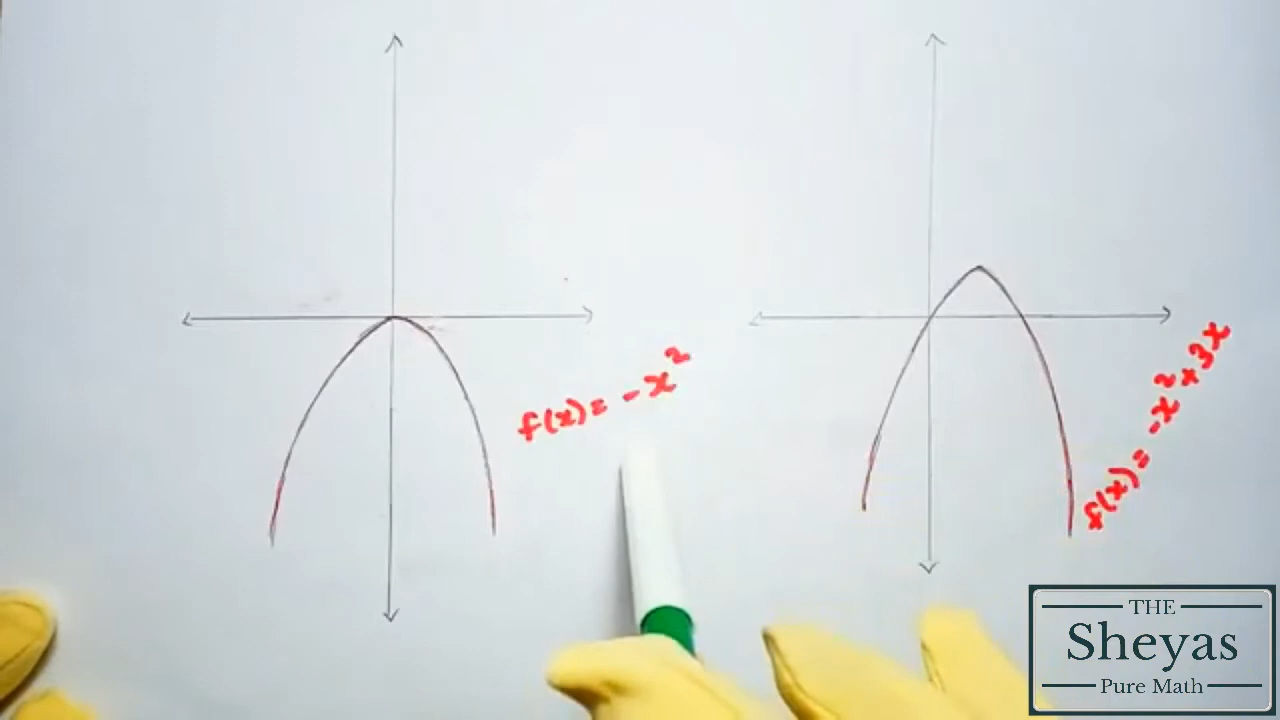 f(x) = -x²
f(x) = -x² + 3x
THE
Sheyas
Pure Math